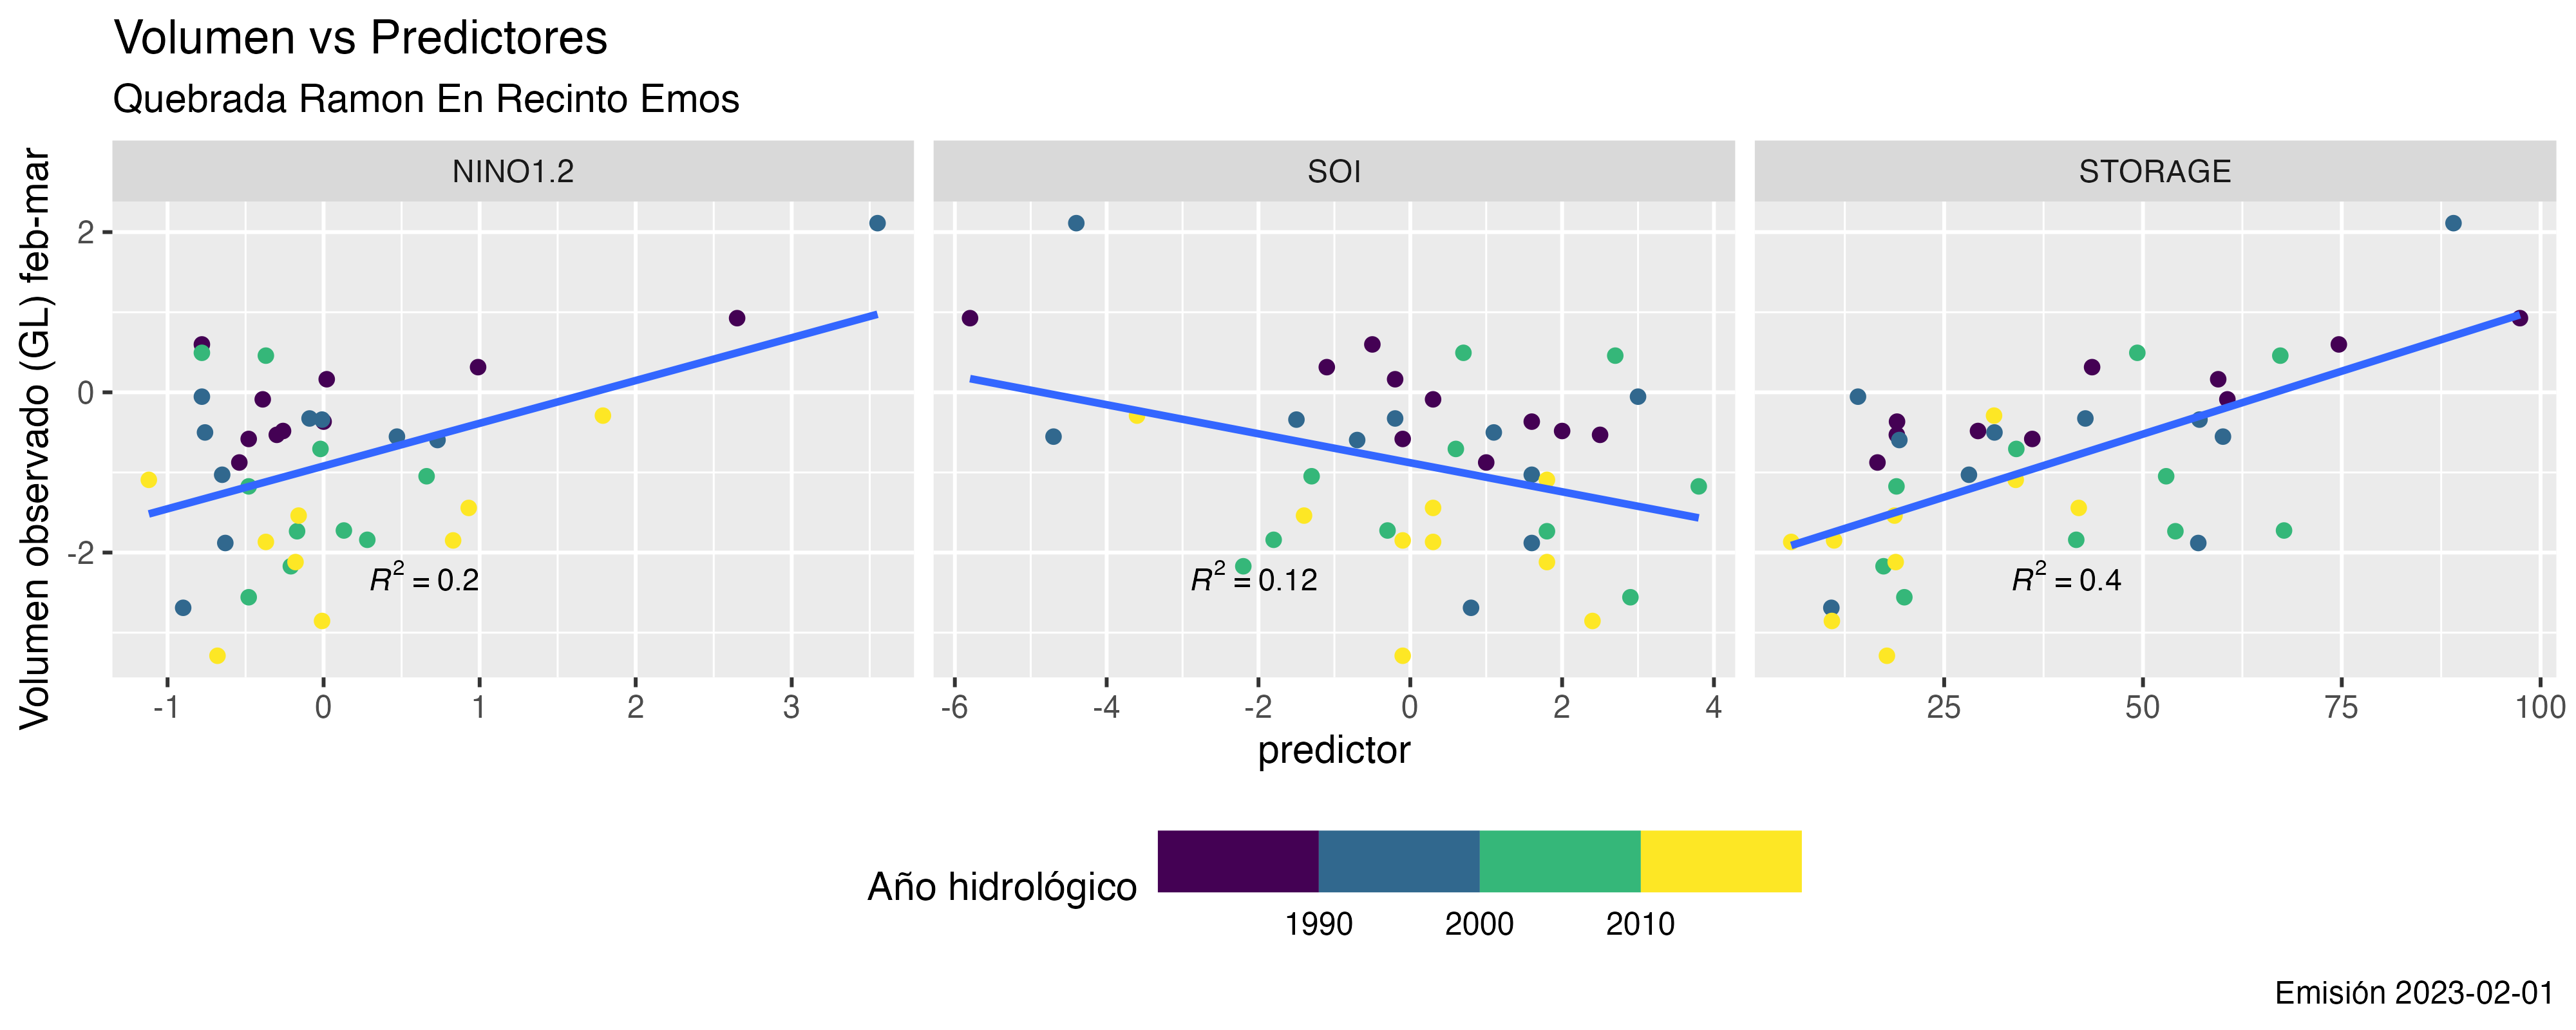 Volumen vs Predictores
Quebrada Ramon En Recinto Emos
Volumen observado (GL) feb-mar
NINO1.2
SOI
STORAGE
2
0
-2
R² = 0.2
R² = 0.12
R² = 0.4
-1 0 1 2 3
-6 -4 -2 0 2 4
25 50 75 100
predictor
Año hidrológico
1990 2000 2010
Emisión 2023-02-01